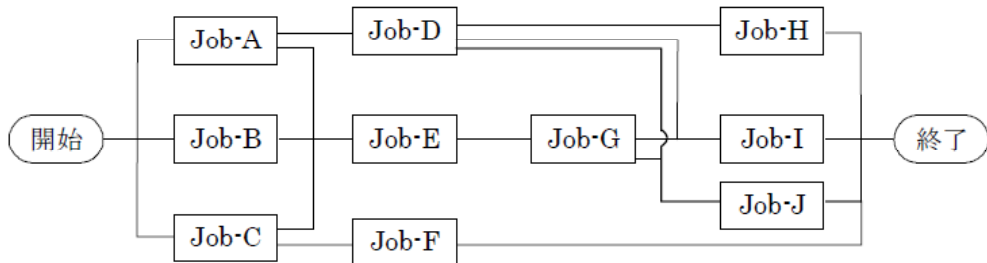 Job-A
Job-D
Job-H
開始
Job-B
Job-E
Job-G
Job-I
終了
Job-J
Job-C
Job-F